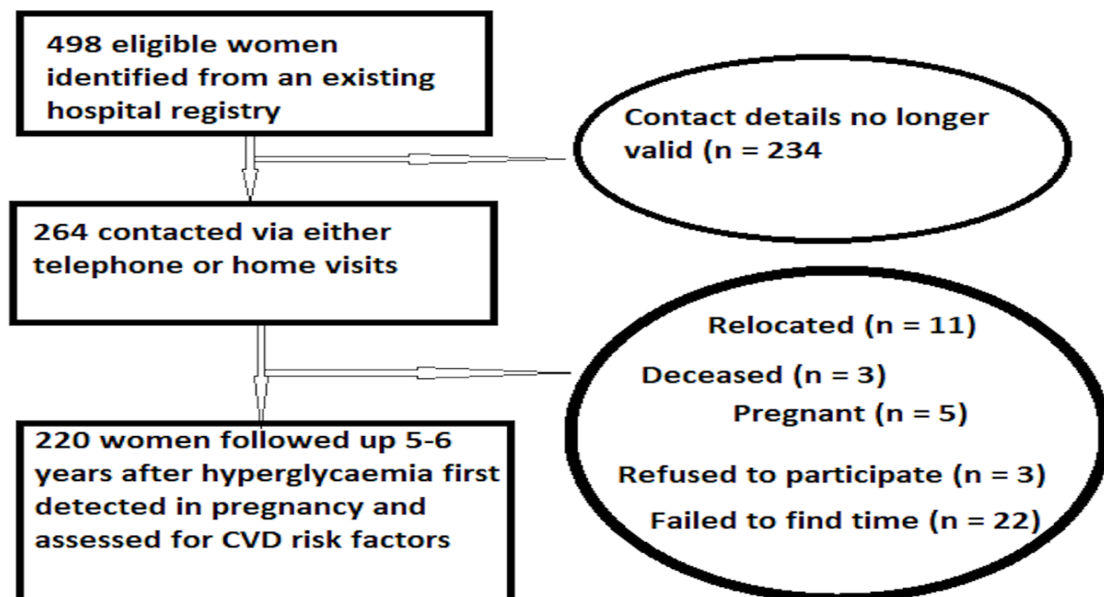 498 eligible women
identified from an existing
hospital registry
Contact details no longer
valid (n = 234
264 contacted via either
telephone or home visits
Relocated (n = 11)
Deceased (n = 3)
Pregnant (n = 5)
Refused to participate (n = 3)
Failed to find time (n = 22)
220 women followed up 5-6
years after hyperglycaemia first
detected in pregnancy and
assessed for CVD risk factors